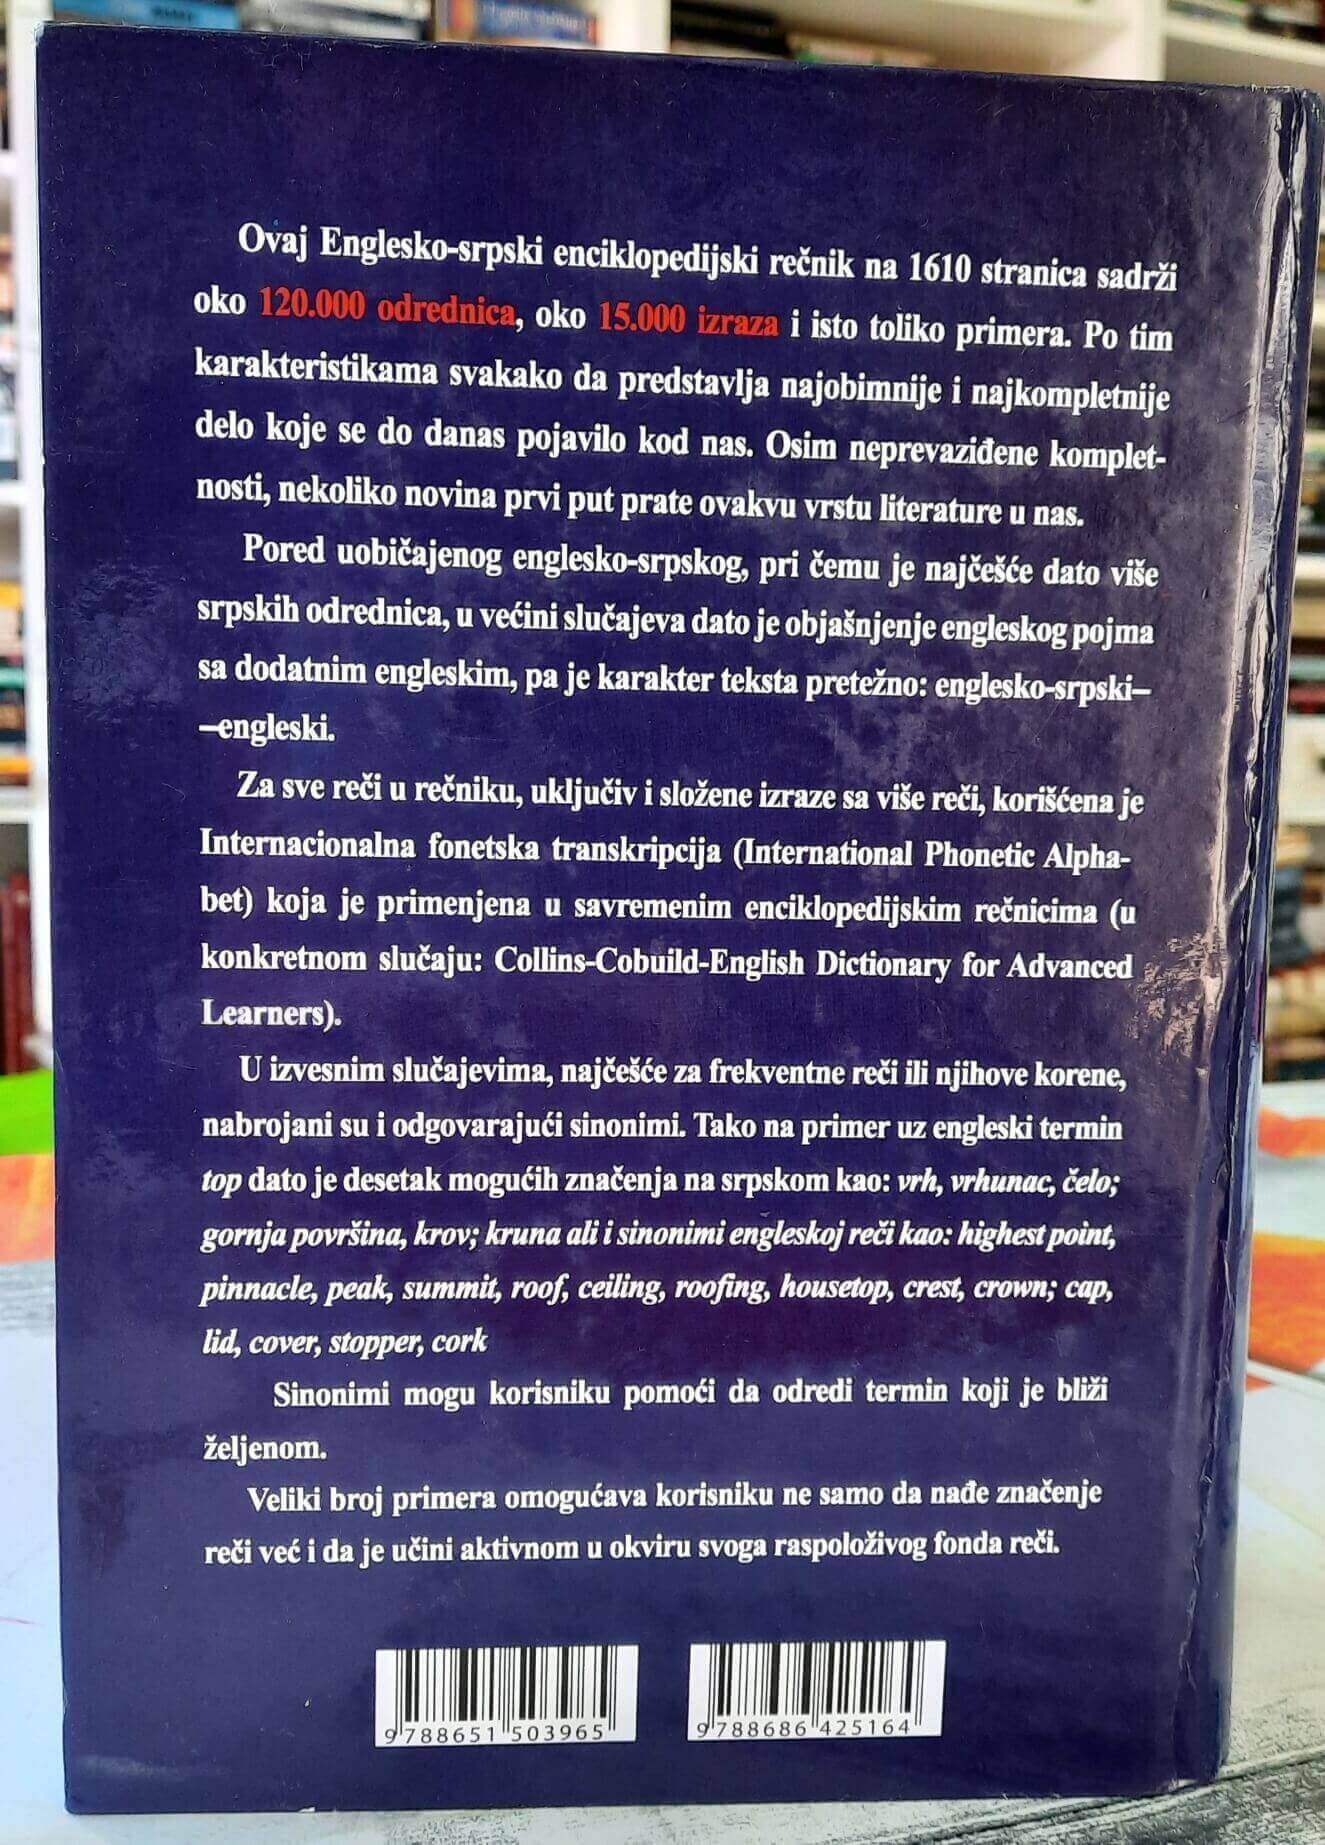 Ovaj Englesko-srpski enciklopedijski rečnik na 1610 stranica sadrži
oko 120.000 odrednica, oko 15.000 izraza i isto toliko primera. Po tim
karakteristikama svakako da predstavlja najobimnije i najkompletnije
delo koje se do danas pojavilo kod nas. Osim neprevaziđene komplet-
nosti, nekoliko novina prvi put prate ovakvu vrstu literature u nas.
Pored uobičajenog englesko-srpskog, pri čemu je najčešće dato više
srpskih odrednica, u većini slučajeva dato je objašnjenje engleskog pojma
sa dodatnim engleskim, pa je karakter teksta pretežno: englesko-srpski–
–engleski.
Za sve reči u rečniku, uključiv i složene izraze sa više reči, korišćena je
Internacionalna fonetska transkripcija (International Phonetic Alpha-
bet) koja je primenjena u savremenim enciklopedijskim rečnicima (u
konkretnom slučaju: Collins-Cobuild-English Dictionary for Advanced
Learners).
U izvesnim slučajevima, najčešće za frekventne reči ili njihove korene,
nabrojani su i odgovarajući sinonimi. Tako na primer uz engleski termin
top dato je desetak mogućih značenja na srpskom kao: vrh, vrhunac, čelo;
gornja površina, krov; kruna ali i sinonimi engleskoj reči kao: highest point,
pinnacle, peak, summit, roof, ceiling, roofing, housetop, crest, crown; cap,
lid, cover, stopper, cork
Sinonimi mogu korisniku pomoći da odredi termin koji je bliži
željenom.
Veliki broj primera omogućava korisniku ne samo da nađe značenje
reči već i da je učini aktivnom u okviru svoga raspoloživog fonda reči.
9 788651 503965
9 788686 425164